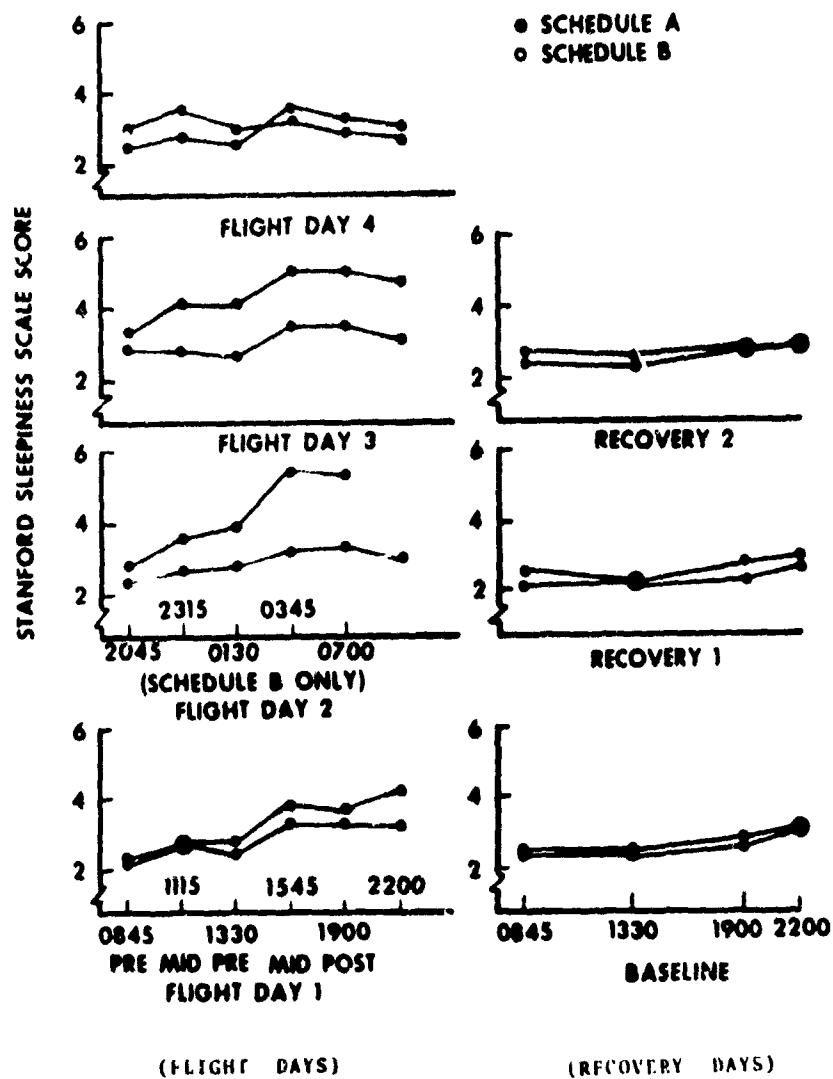 ● SCHEDULE A
○ SCHEDULE B
STANFORD SLEEPINESS SCALE SCORE
6
4
2
FLIGHT DAY 4
6
4
2
FLIGHT DAY 3
6
4
2
2315 0345
2045 0130 0700
(SCHEDULE B ONLY)
FLIGHT DAY 2
6
4
2
1115 1545 2200
0845 1330 1900
PRE MID PRE MID POST
FLIGHT DAY 1
(FLIGHT DAYS)
6
4
2
RECOVERY 2
6
4
2
RECOVERY 1
6
4
2
0845 1330 1900 2200
BASELINE
(RECOVERY DAYS)